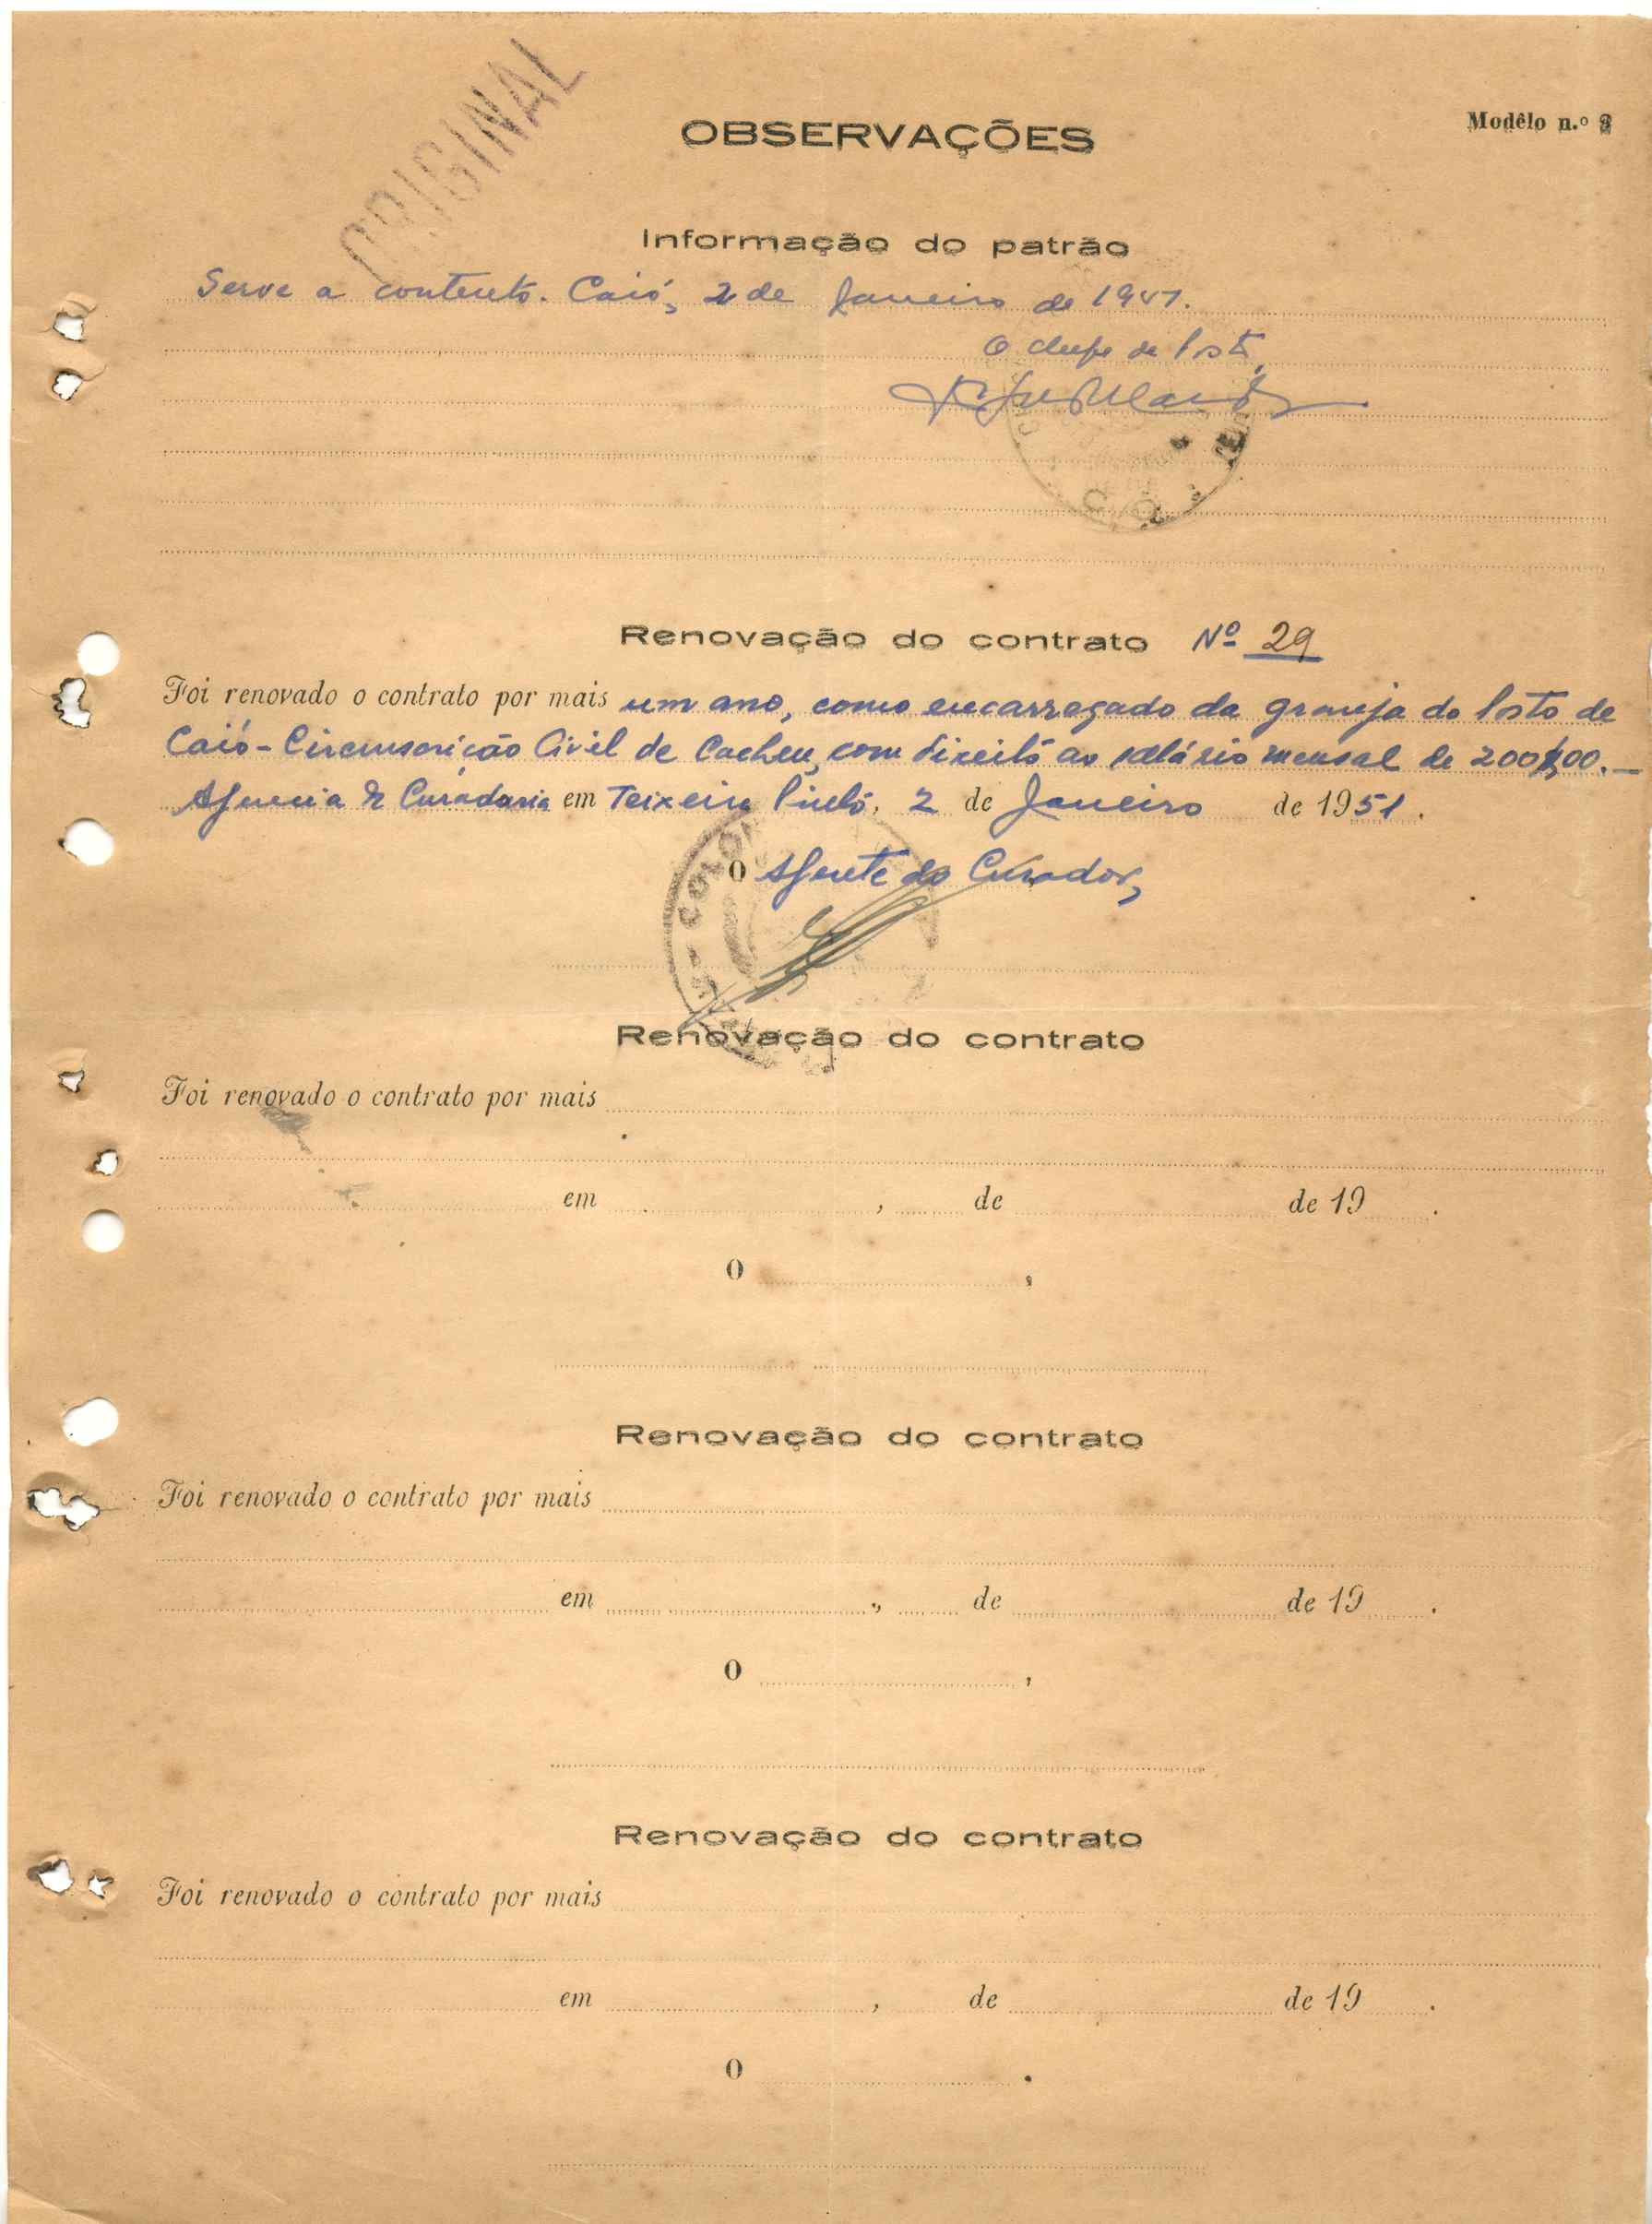 ORIGINAL
OBSERVAÇÕES
Modêlo n.º
Informação do patrão
Serve a contento. Caió, 2 de Janeiro de 1951.
O chefe de Posto,
Renovação do contrato Nº 29
Foi renovado o contrato por mais um ano, como encarregado da granja do Posto de
Caió - Circunscrição Civil de Cacheu, com direito ao salário mensal de 200$00.—
Agencia da Curadoria em Teixeira Pinto, 2 de Janeiro de 1951.
O Agente do Curador,
Renovação do contrato
Foi renovado o contrato por mais
em , de de 19 .
O ,
Renovação do contrato
Foi renovado o contrato por mais
em , de de 19 .
O ,
Renovação do contrato
Foi renovado o contrato por mais
em , de de 19 .
O .